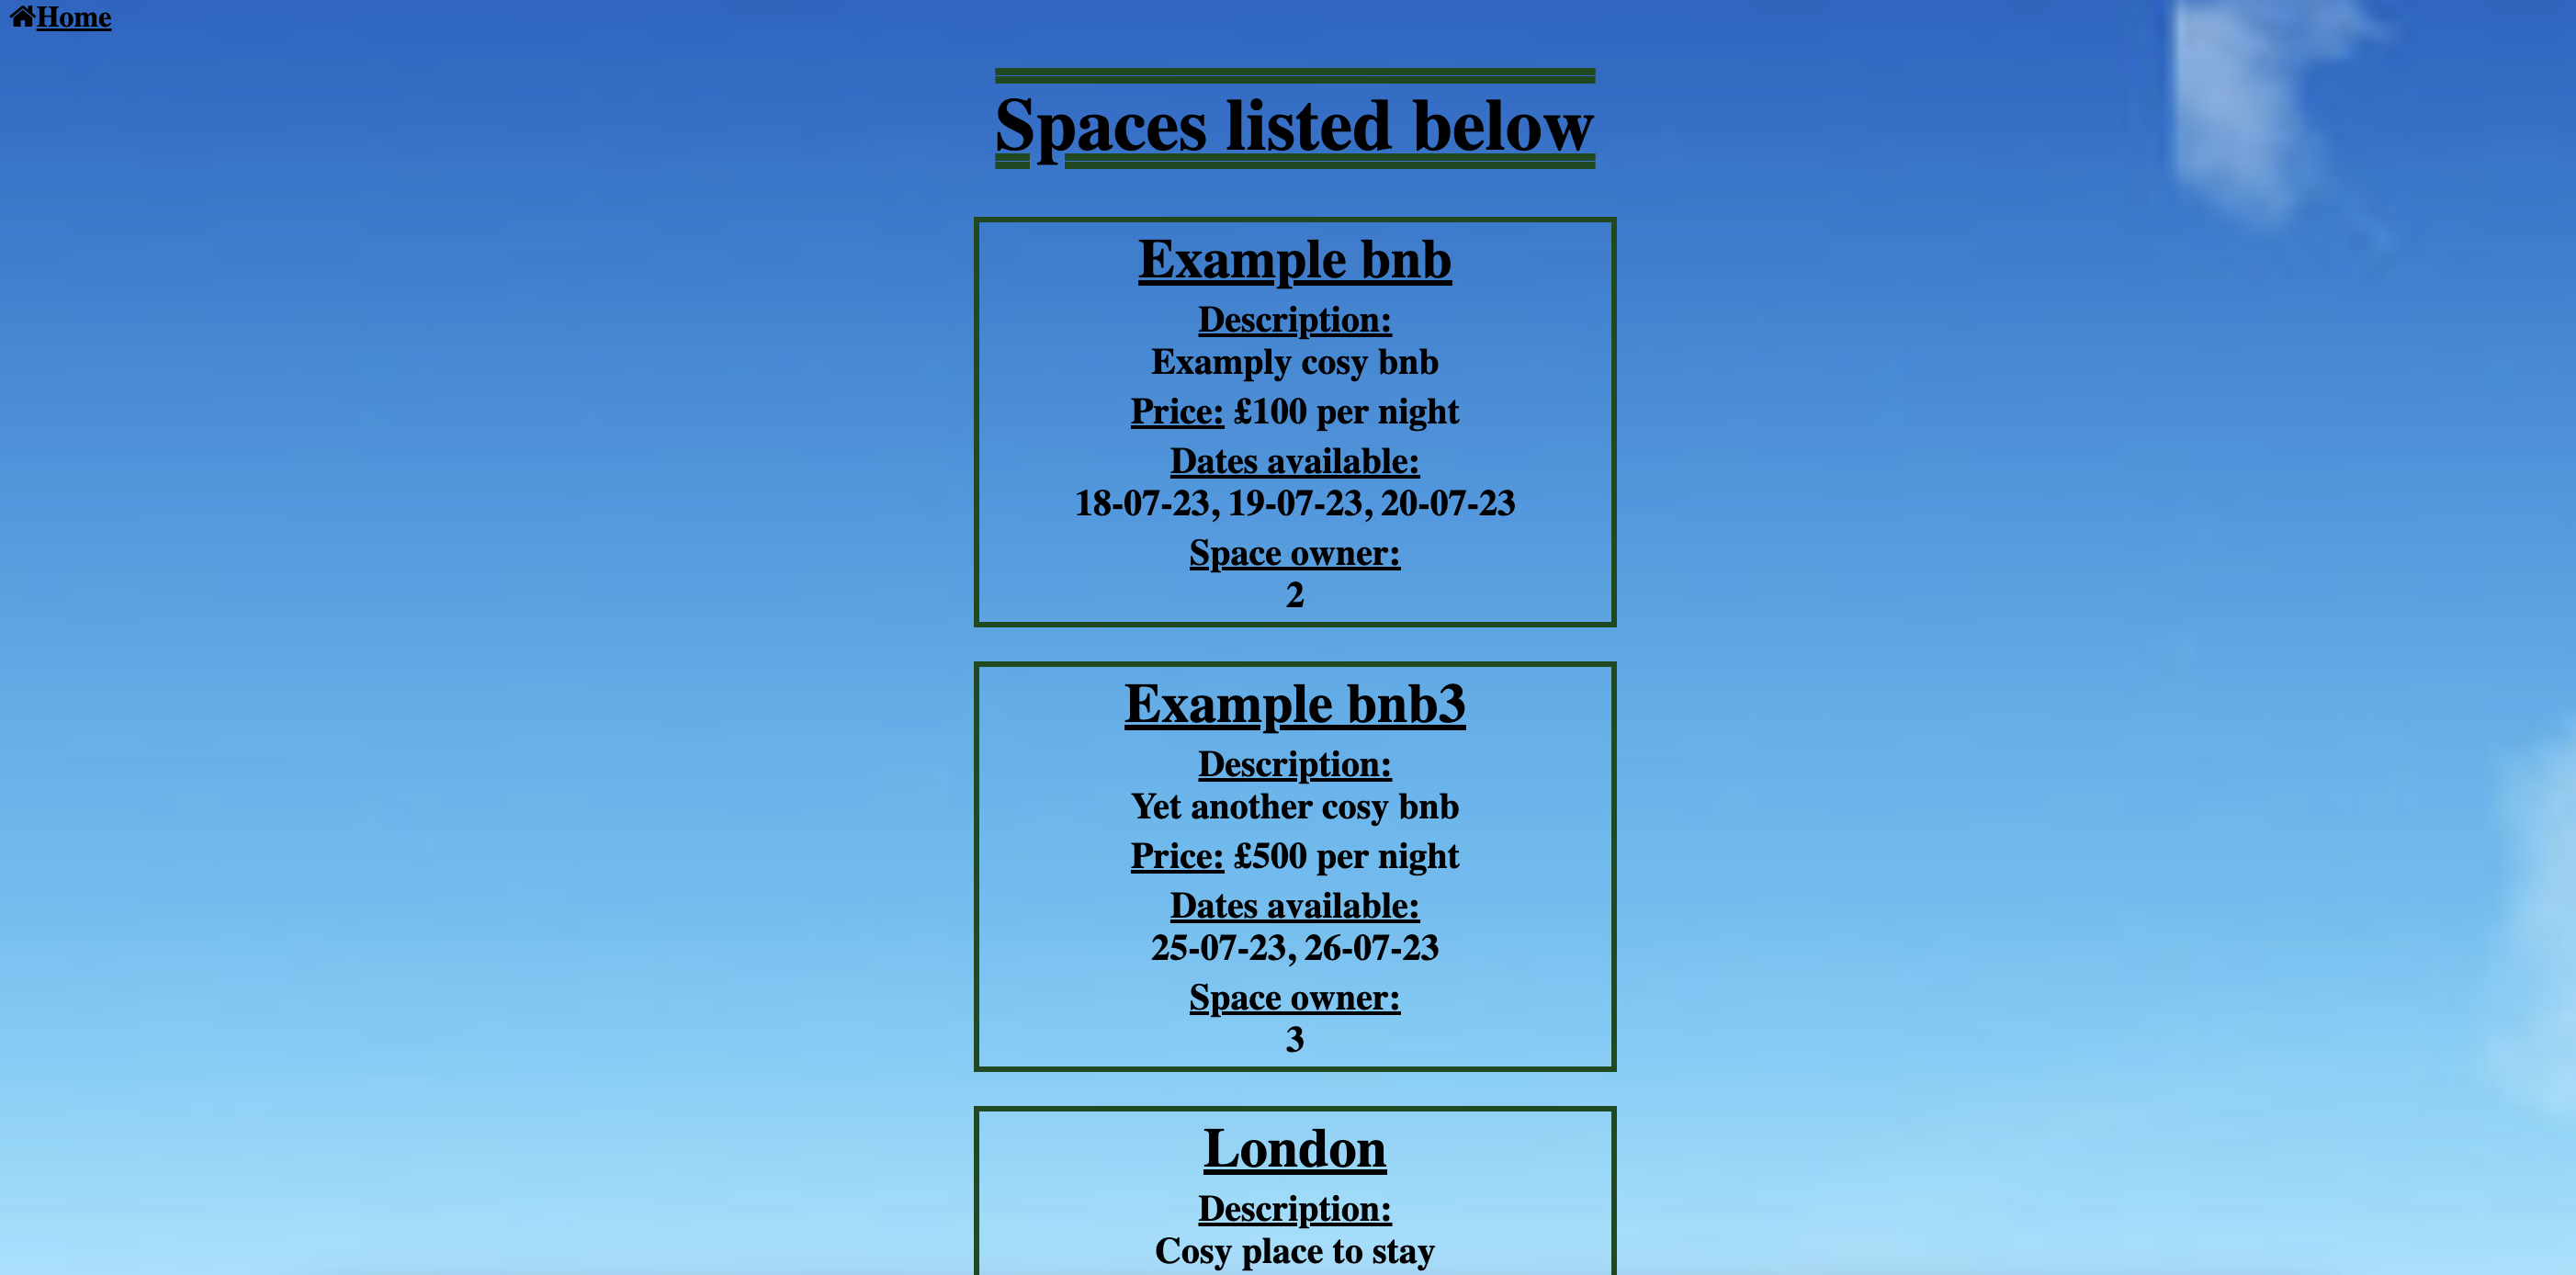 Home
Spaces listed below
Example bnb
Description:
Examply cosy bnb
Price: £100 per night
Dates available:
18-07-23, 19-07-23, 20-07-23
Space owner:
2
Example bnb3
Description:
Yet another cosy bnb
Price: £500 per night
Dates available:
25-07-23, 26-07-23
Space owner:
3
London
Description:
Cosy place to stay